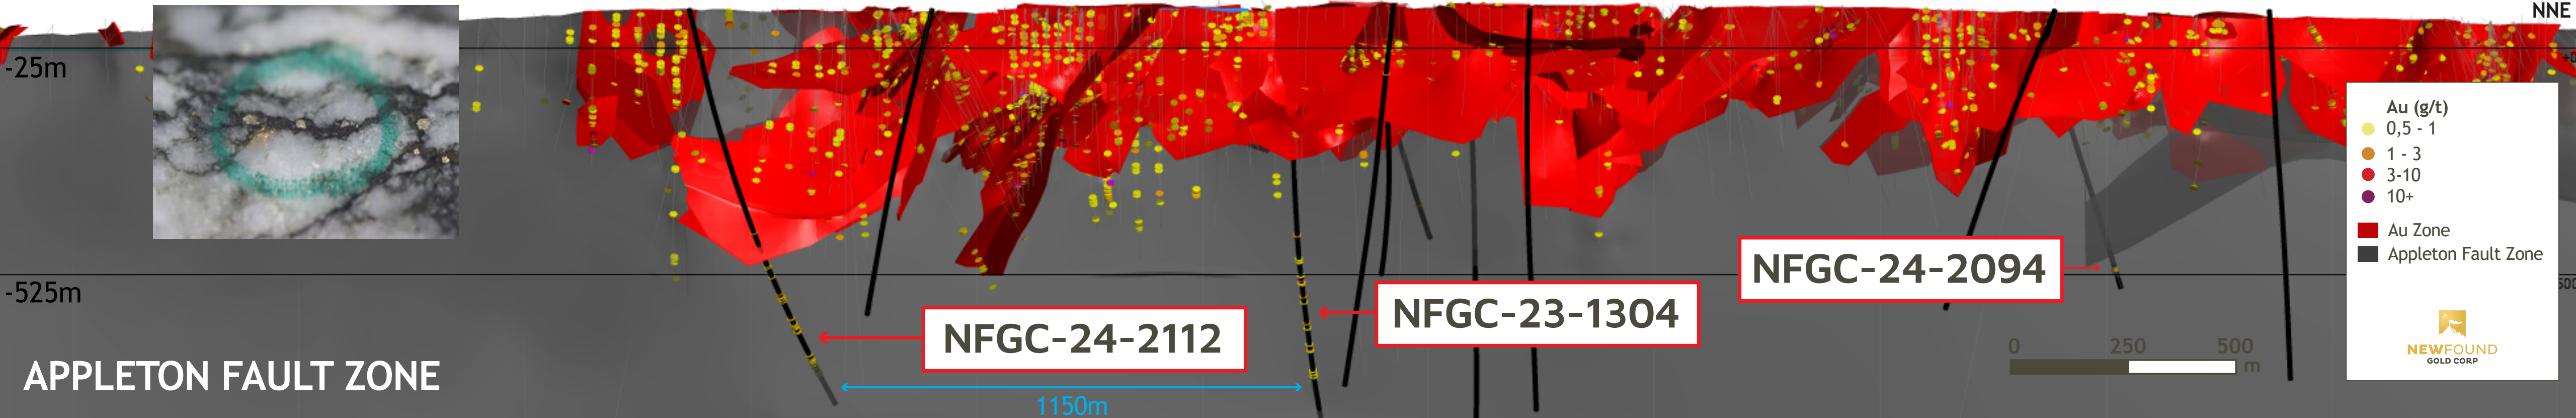 NNE
-25m
Au (g/t)
0,5 - 1
1 - 3
3-10
10+
Au Zone
Appleton Fault Zone
NEWFOUND
GOLD CORP
-525m
NFGC-24-2094
NFGC-23-1304
NFGC-24-2112
0 250 500
m
APPLETON FAULT ZONE
1150m